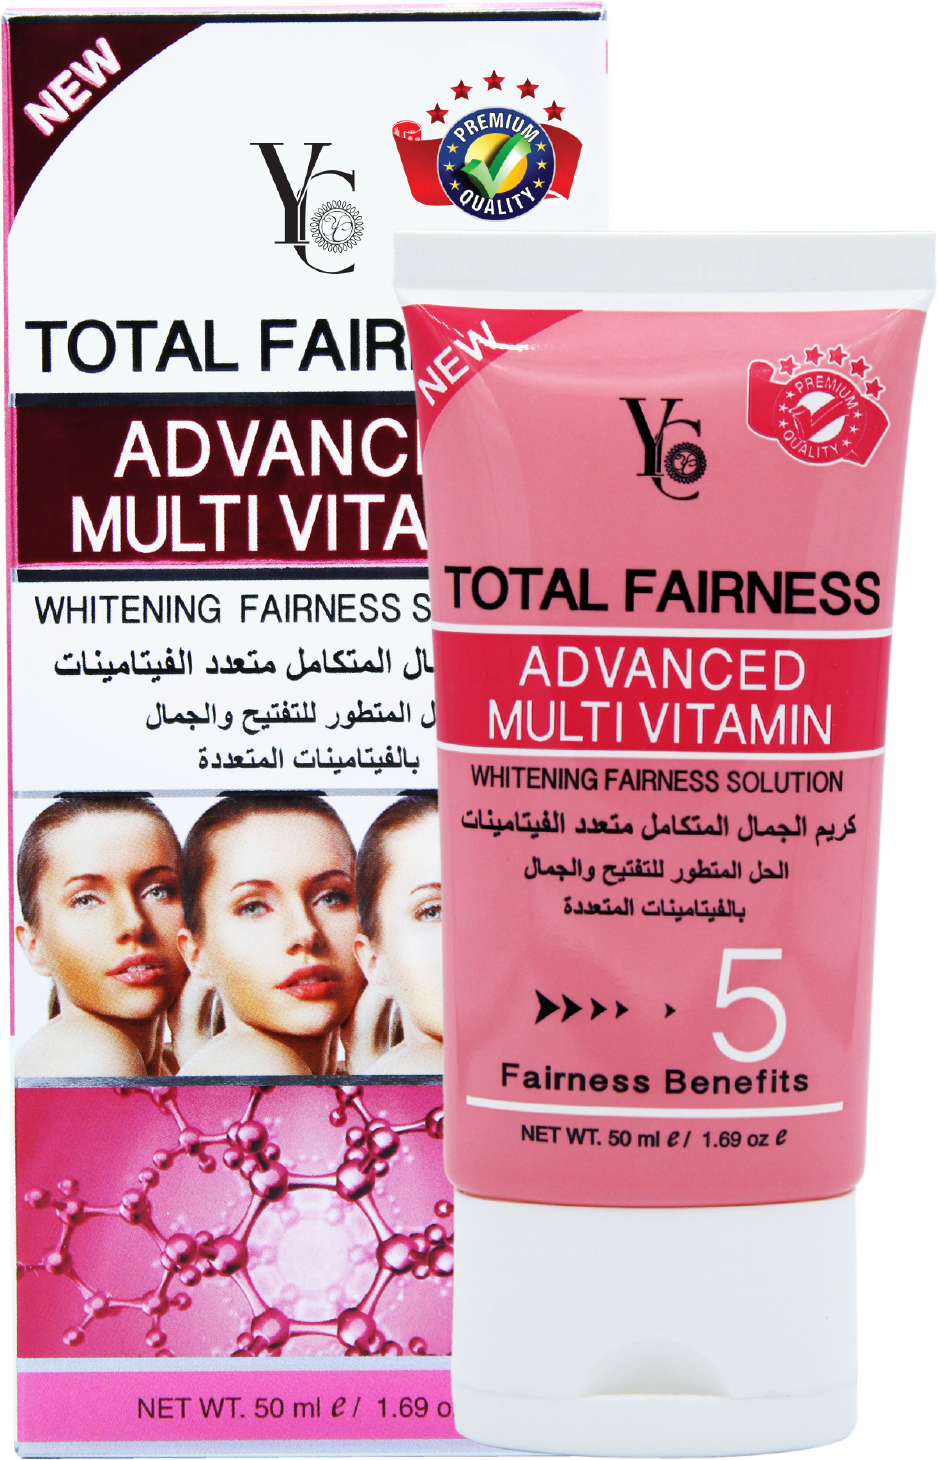 NEW
PREMIUM
QUALITY
YC
TOTAL FAIR
ADVANC
MULTI VITA
WHITENING FAIRNESS S
ال المتكامل متعدد الفيتامينات
ل المتطور للتفتيح والجمال
بالفيتامينات المتعددة
NET WT. 50 ml e / 1.69 o
NEW
PREMIUM
QUALITY
YC
TOTAL FAIRNESS
ADVANCED
MULTI VITAMIN
WHITENING FAIRNESS SOLUTION
كريم الجمال المتكامل متعدد الفيتامينات
الحل المتطور للتفتيح والجمال
بالفيتامينات المتعددة
5
Fairness Benefits
NET WT. 50 ml e / 1.69 oz e